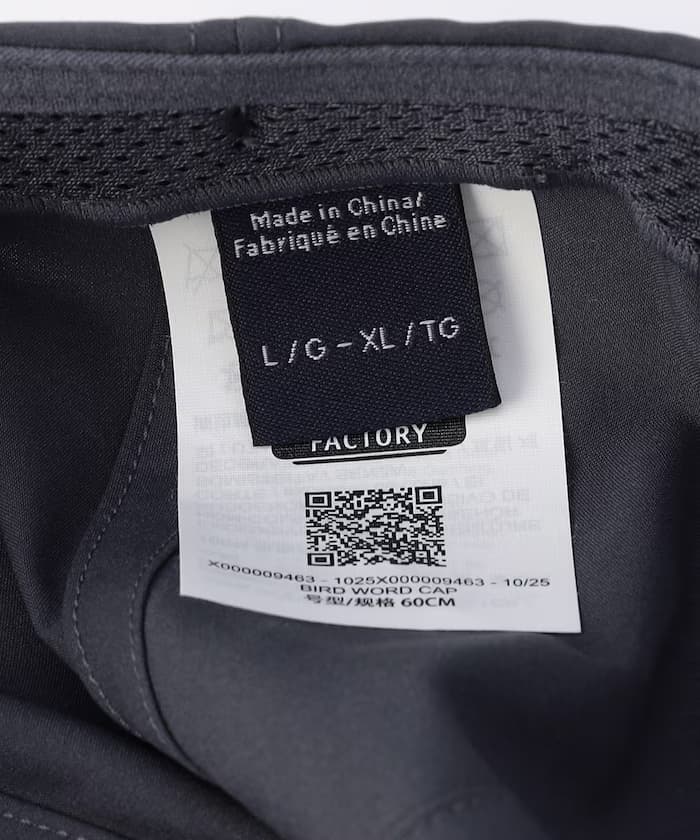 Made in China/
Fabriqué en Chine
L/G - XL/TG
FACTORY
X000009463 - 1025X000009463 - 10/25
BIRD WORD CAP
号型/规格 60CM